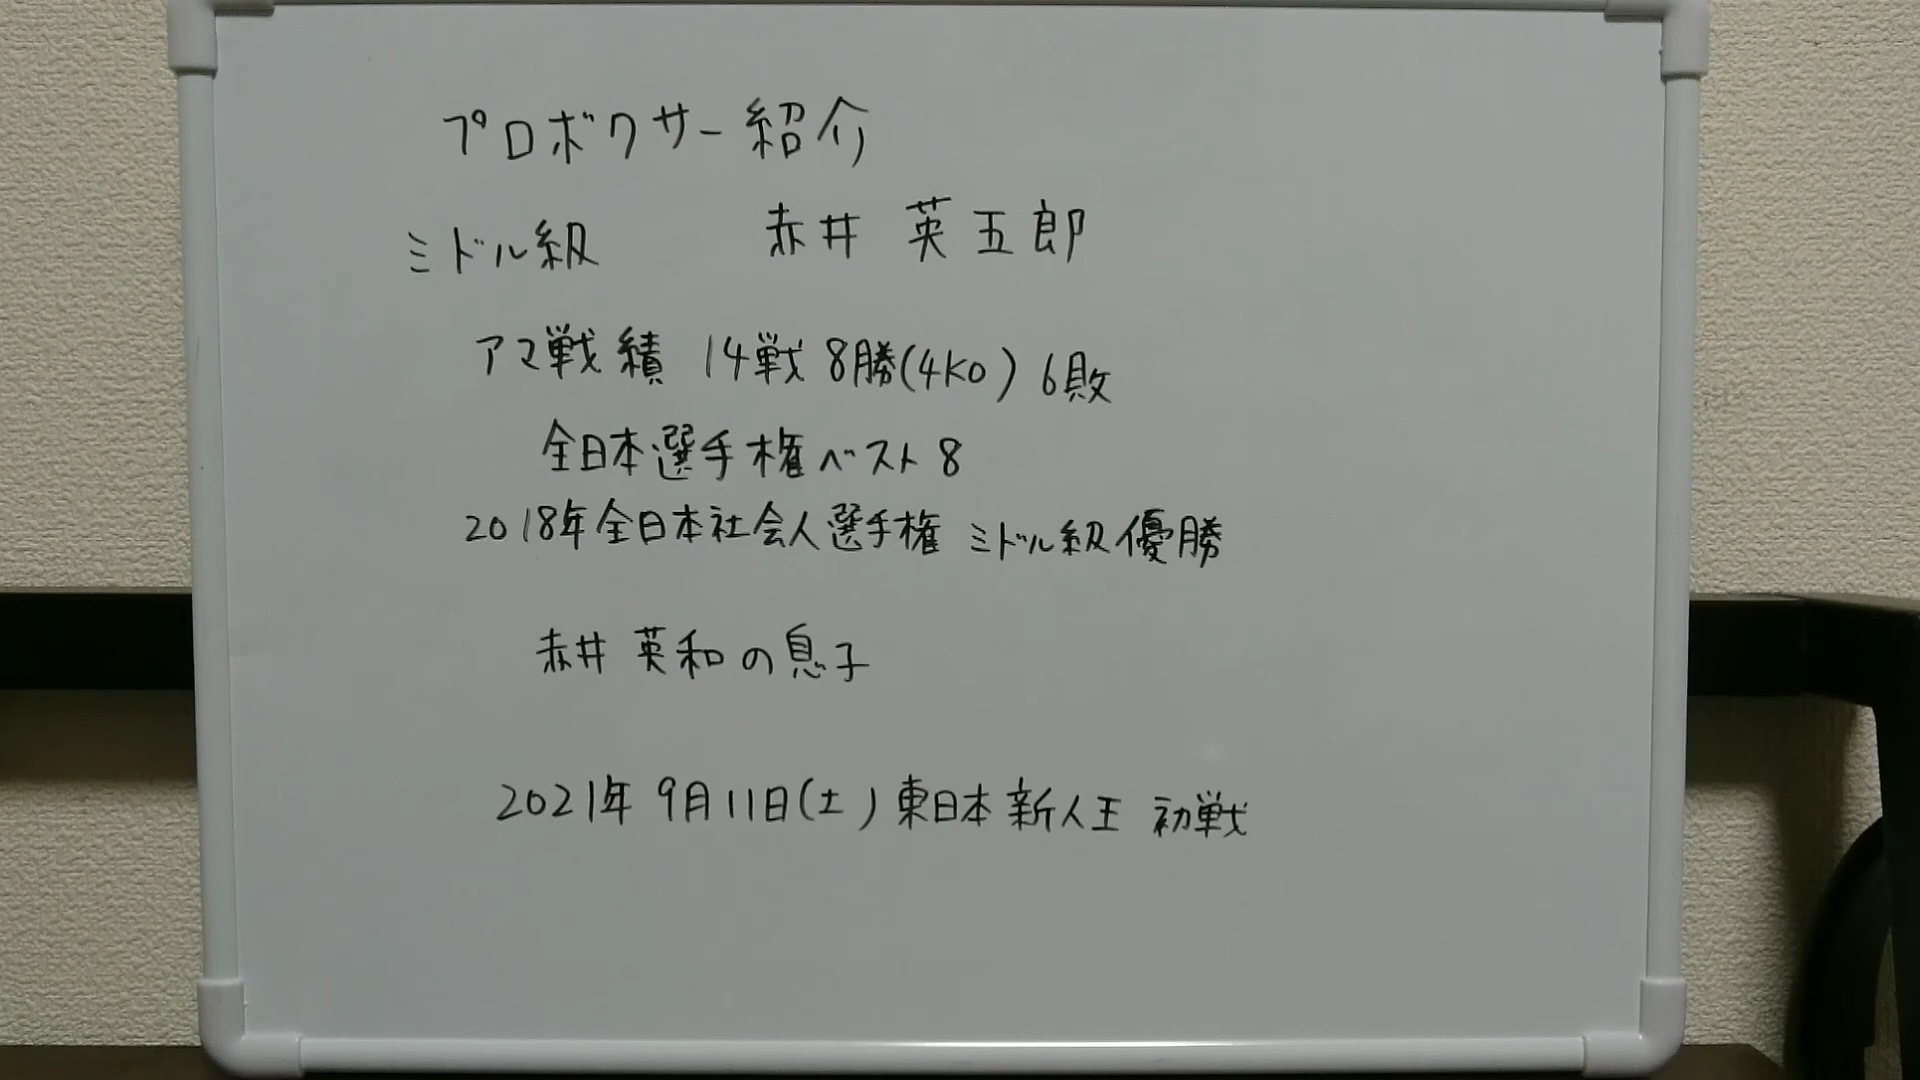 プロボクサー紹介
ミドル級 赤井 英五郎
アマ戦績 14戦 8勝(4KO) 6敗
全日本選手権ベスト8
2018年全日本社会人選手権 ミドル級優勝
赤井 英和の息子
2021年 9月11日(土) 東日本新人王 初戦